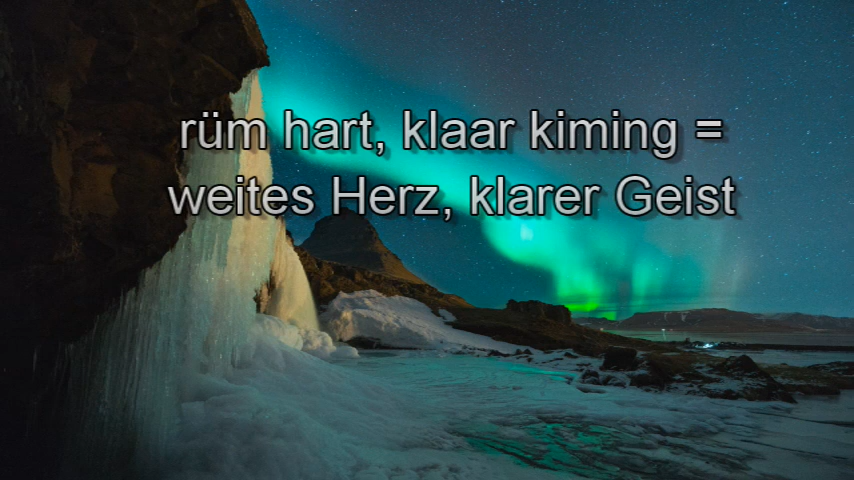 rüm hart, klaar kiming =
weites Herz, klarer Geist